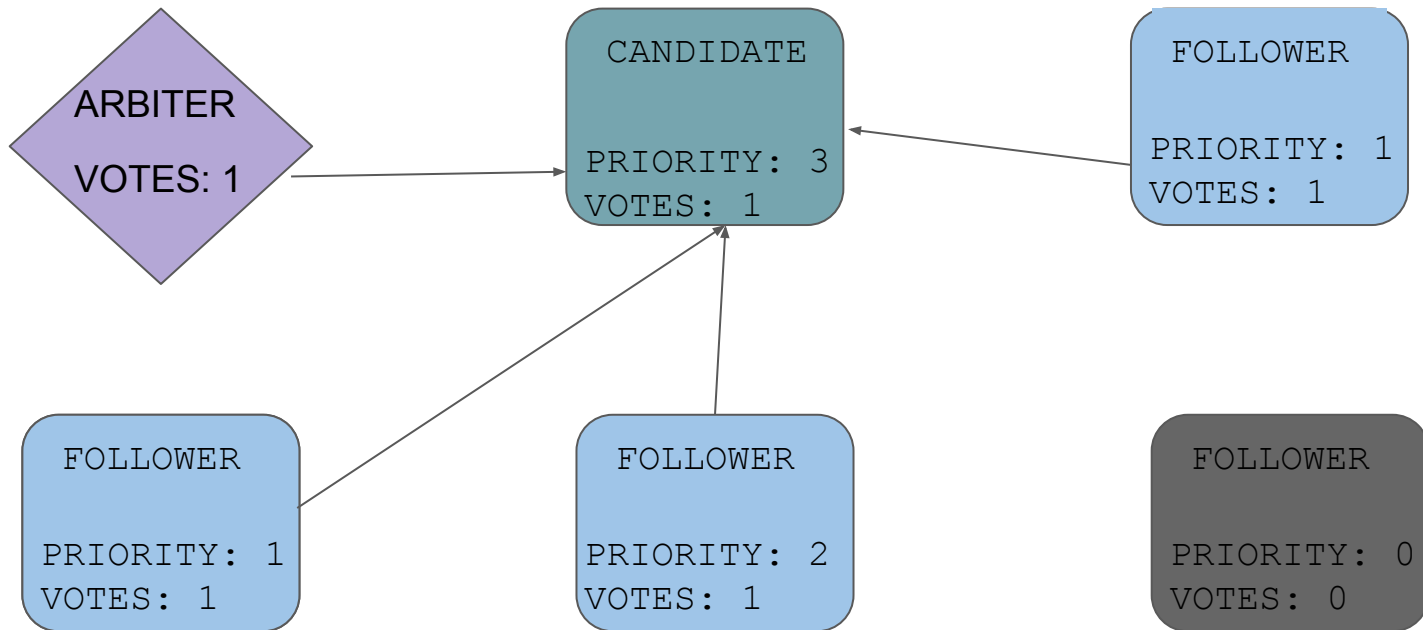 ARBITER
VOTES: 1
CANDIDATE
PRIORITY: 3
VOTES: 1
FOLLOWER
PRIORITY: 1
VOTES: 1
FOLLOWER
PRIORITY: 1
VOTES: 1
FOLLOWER
PRIORITY: 2
VOTES: 1
FOLLOWER
PRIORITY: 0
VOTES: 0